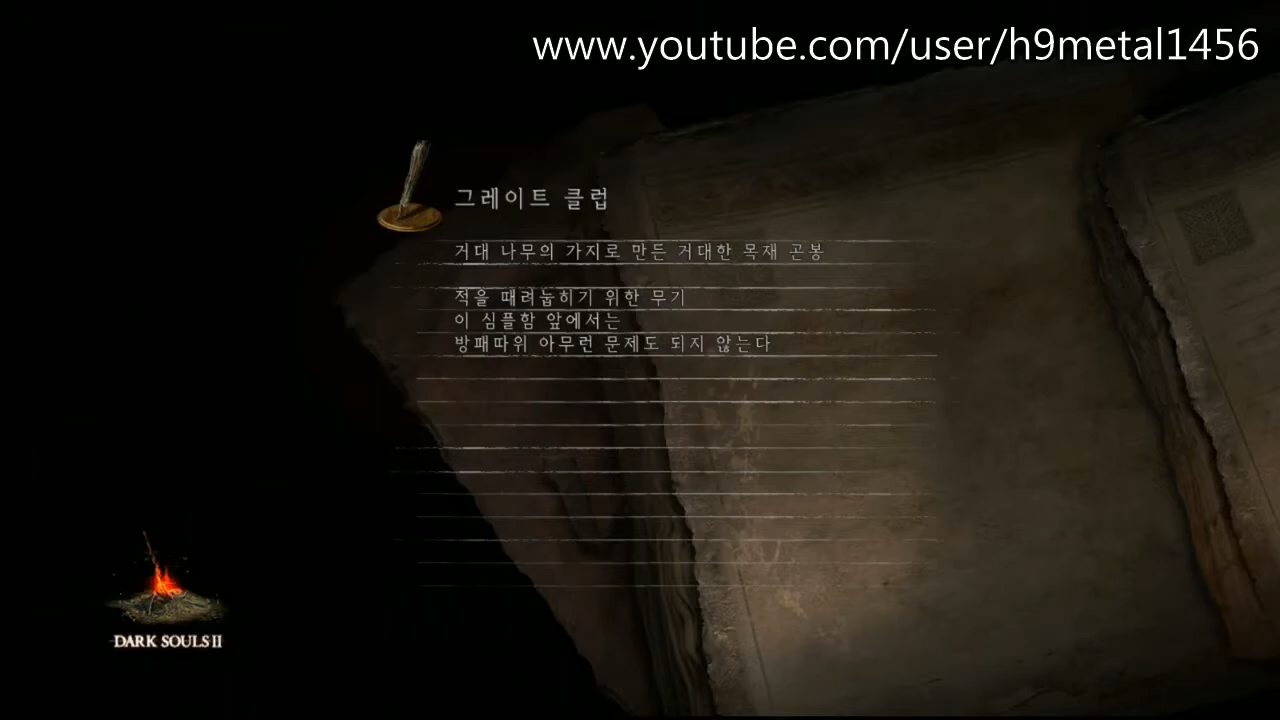 www.youtube.com/user/h9metal1456
그레이트 클럽
거대 나무의 가지로 만든 거대한 목재 곤봉
적을 때려눕히기 위한 무기
이 심플함 앞에서는
방패따위 아무런 문제도 되지 않는다
DARK SOULS II